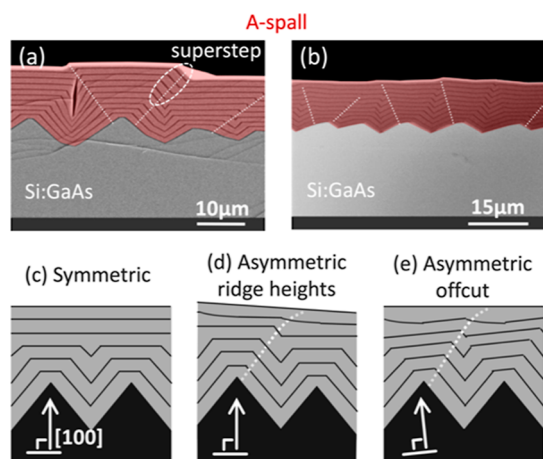 A-spall
(a)
superstep
(b)
Si:GaAs
10μm
Si:GaAs
15μm
(c) Symmetric
(d) Asymmetric
ridge heights
(e) Asymmetric
offcut
[100]